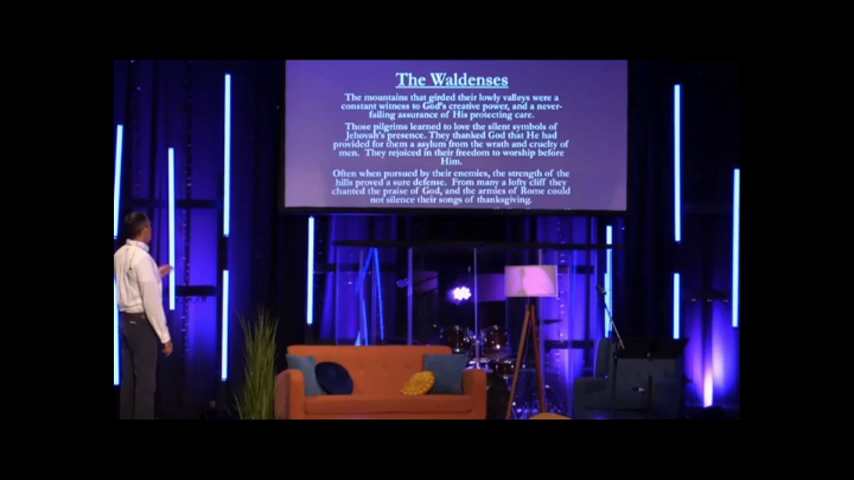 The Waldenses
The mountains that girded their lowly valleys were a
constant witness to God's creative power, and a never-
failing assurance of His protecting care.
Those pilgrims learned to love the silent symbols of
Jehovah's presence. They thanked God that He had
provided for them a asylum from the wrath and cruelty of
men. They rejoiced in their freedom to worship before
Him.
Often when pursued by their enemies, the strength of the
hills proved a sure defense. From many a lofty cliff they
chanted the praise of God, and the armies of Rome could
not silence their songs of thanksgiving.